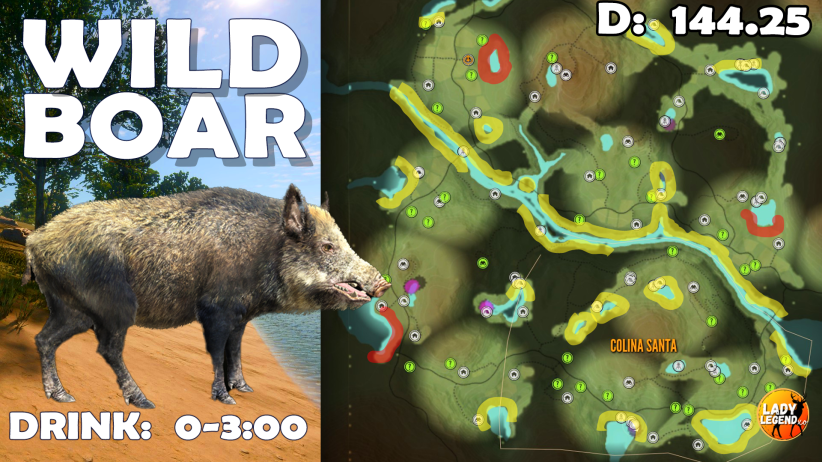 WILD
BOAR
D: 144.25
COLINA SANTA
DRINK: 0-3:00
LADY
LEGEND